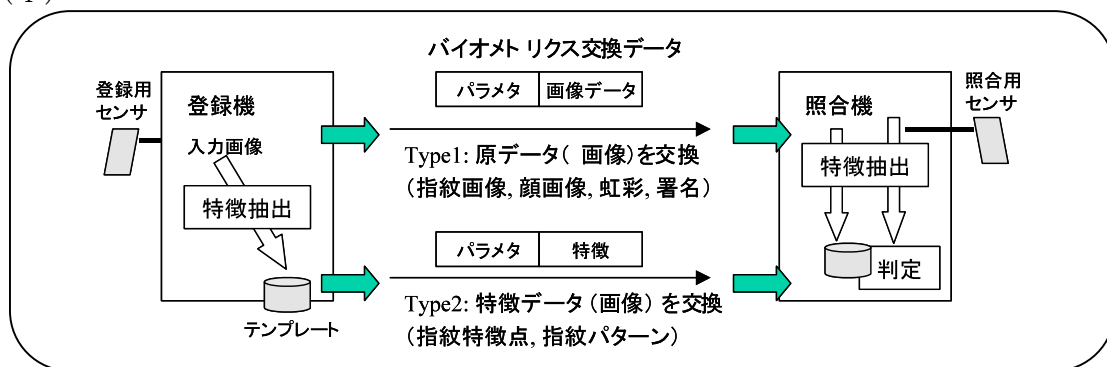 バイオメトリクス交換データ
登録用
センサ
登録機
入力画像
特徴抽出
テンプレート
パラメタ 画像データ
Type1: 原データ( 画像)を交換
(指紋画像, 顔画像, 虹彩, 署名)
パラメタ 特徴
Type2: 特徴データ(画像) を交換
(指紋特徴点, 指紋パターン)
照合機
照合用
センサ
特徴抽出
判定